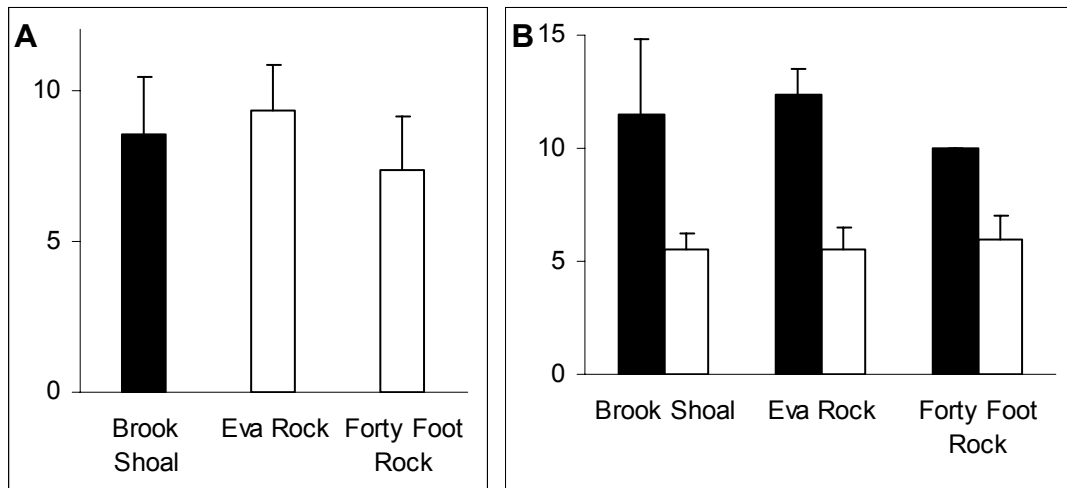 A
10
5
0
Brook
Shoal
Eva Rock
Forty Foot
Rock
B
15
10
5
0
Brook Shoal
Eva Rock
Forty Foot
Rock